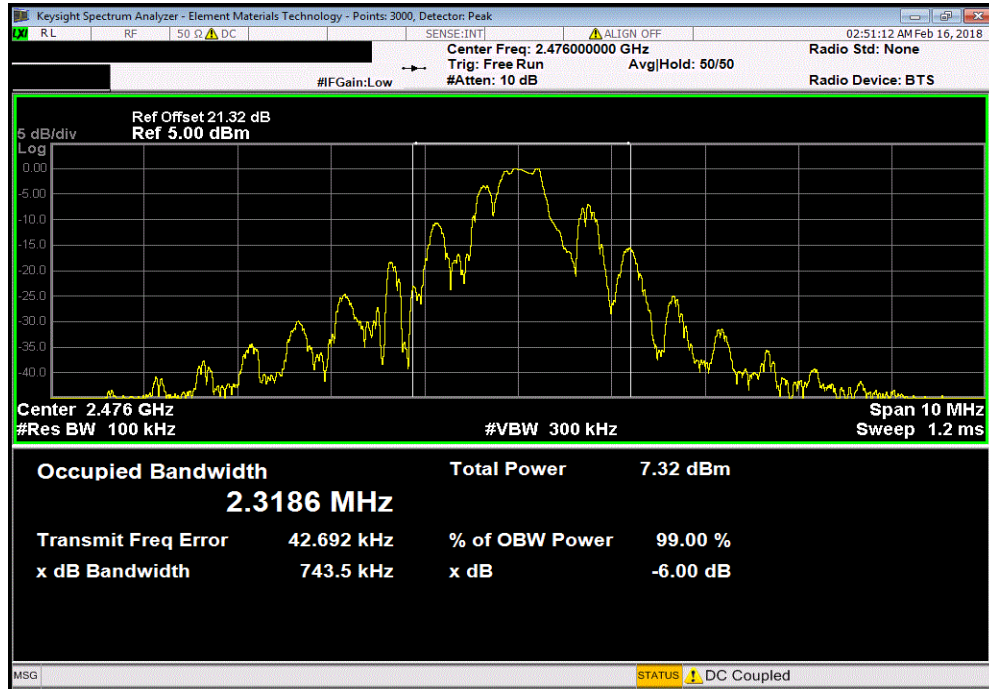 Keysight Spectrum Analyzer - Element Materials Technology - Points: 3000, Detector: Peak
LXI RL RF 50 Ω DC SENSE:INT ALIGN OFF 02:51:12 AM Feb 16, 2018
Center Freq: 2.476000000 GHz Radio Std: None
Trig: Free Run Avg|Hold: 50/50
#IFGain:Low #Atten: 10 dB Radio Device: BTS
Ref Offset 21.32 dB
5 dB/div Ref 5.00 dBm
Log
0.00
-5.00
-10.0
-15.0
-20.0
-25.0
-30.0
-35.0
-40.0
Center 2.476 GHz Span 10 MHz
#Res BW 100 kHz #VBW 300 kHz Sweep 1.2 ms
Occupied Bandwidth Total Power 7.32 dBm
2.3186 MHz
Transmit Freq Error 42.692 kHz % of OBW Power 99.00 %
x dB Bandwidth 743.5 kHz x dB -6.00 dB
MSG STATUS DC Coupled